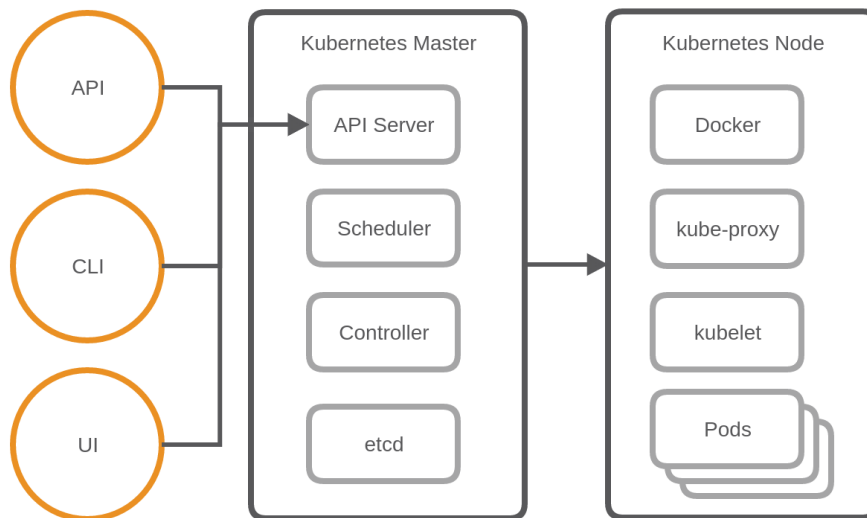 API
CLI
UI
Kubernetes Master
API Server
Scheduler
Controller
etcd
Kubernetes Node
Docker
kube-proxy
kubelet
Pods